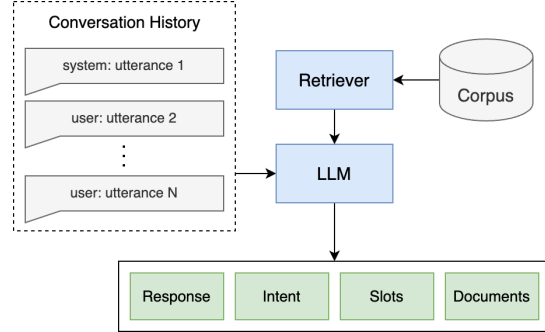 Conversation History
system: utterance 1
user: utterance 2
user: utterance N
Retriever
Corpus
LLM
Response
Intent
Slots
Documents